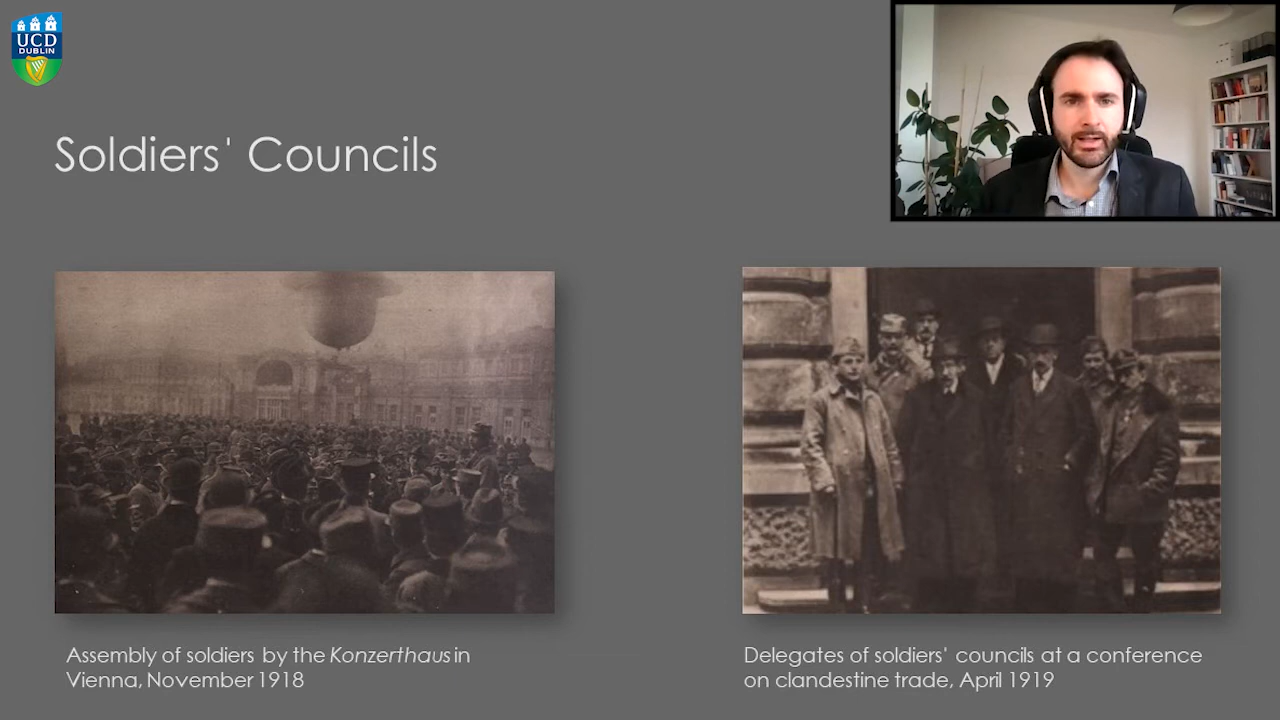 UCD
DUBLIN
Soldiers' Councils
Assembly of soldiers by the Konzerthaus in
Vienna, November 1918
Delegates of soldiers' councils at a conference
on clandestine trade, April 1919